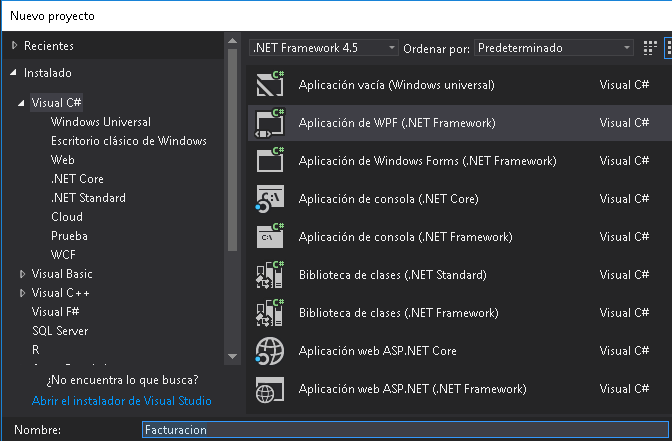 Nuevo proyecto
Recientes
Instalado
Visual C#
Windows Universal
Escritorio clásico de Windows
Web
.NET Core
.NET Standard
Cloud
Prueba
WCF
Visual Basic
Visual C++
Visual F#
SQL Server
R
¿No encuentra lo que busca?
Abrir el instalador de Visual Studio
.NET Framework 4.5 Ordenar por: Predeterminado
C# Aplicación vacía (Windows universal) Visual C#
C# Aplicación de WPF (.NET Framework) Visual C#
C# Aplicación de Windows Forms (.NET Framework) Visual C#
C# C:\ Aplicación de consola (.NET Core) Visual C#
C# C:\ Aplicación de consola (.NET Framework) Visual C#
C# Biblioteca de clases (.NET Standard) Visual C#
C# Biblioteca de clases (.NET Framework) Visual C#
C# Aplicación web ASP.NET Core Visual C#
C# Aplicación web ASP.NET (.NET Framework) Visual C#
Nombre: Facturacion